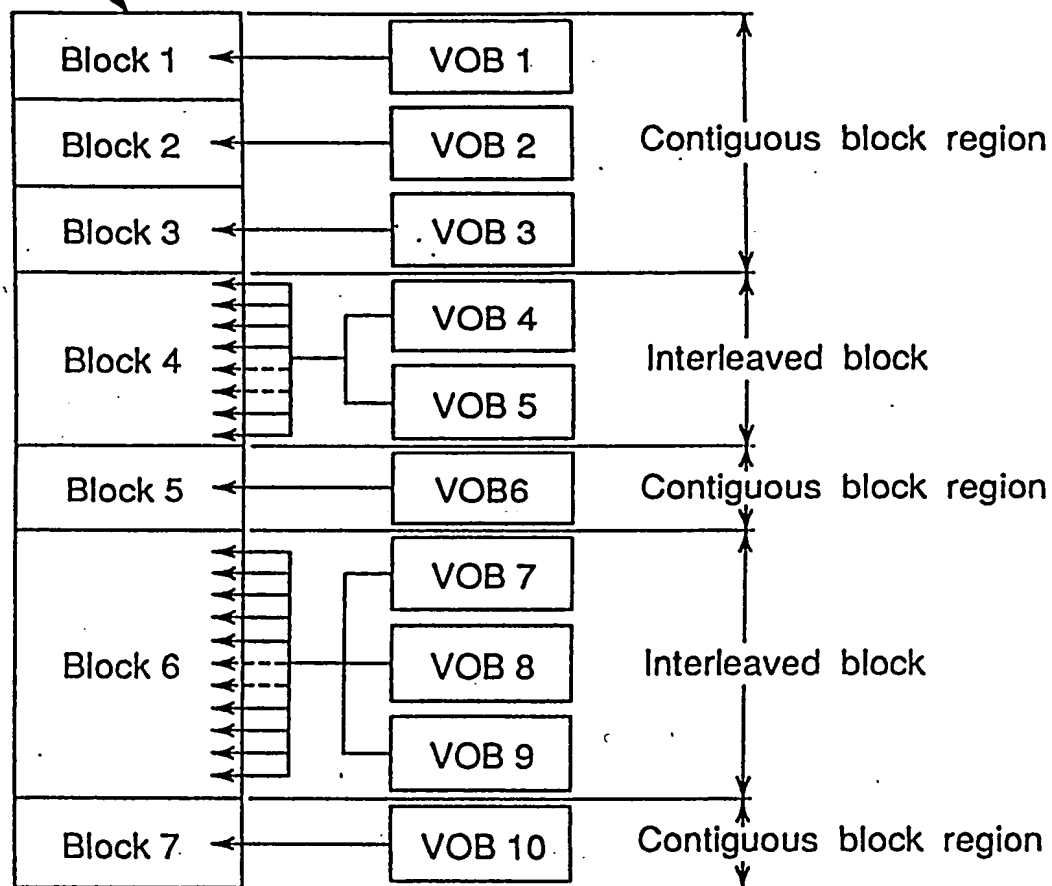 Block 1
VOB 1
Block 2
VOB 2
Contiguous block region
Block 3
VOB 3
VOB 4
Block 4
Interleaved block
VOB 5
Block 5
VOB6
Contiguous block region
VOB 7
Block 6
VOB 8
Interleaved block
VOB 9
Block 7
VOB 10
Contiguous block region